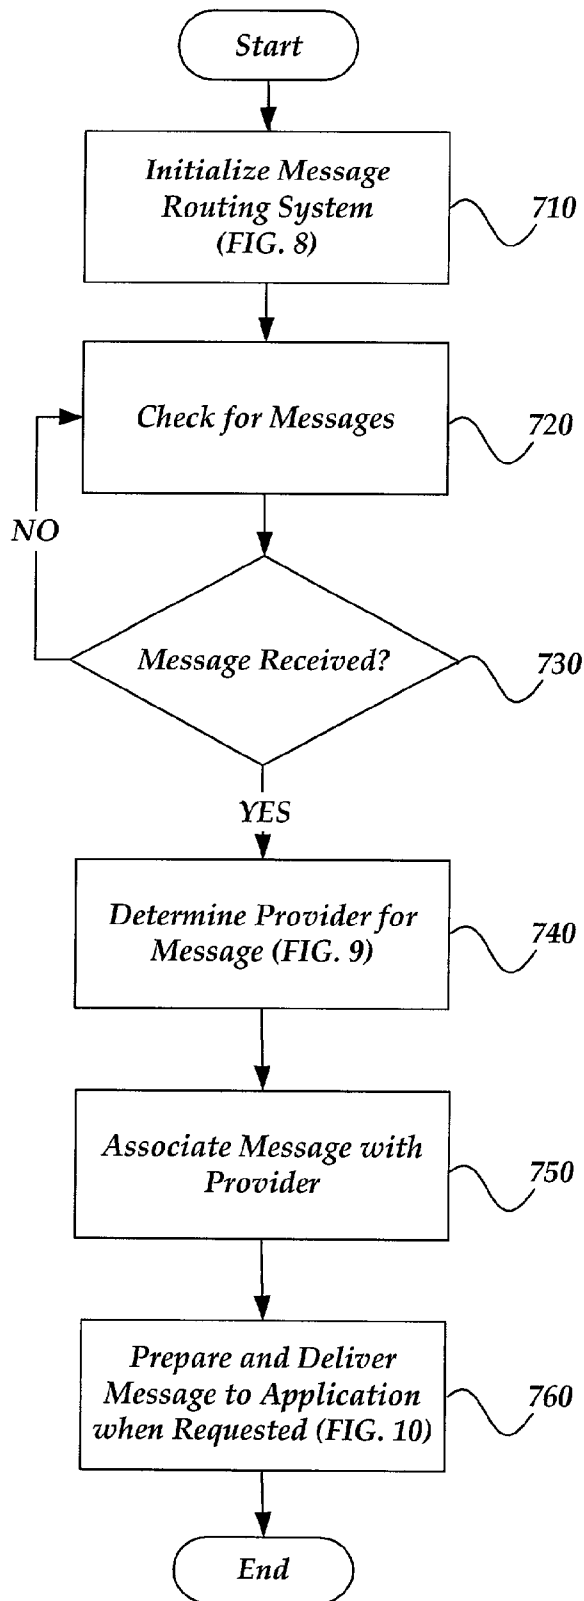 Start
Initialize Message
Routing System
(FIG. 8)
710
Check for Messages
720
NO
Message Received?
730
YES
Determine Provider for
Message (FIG. 9)
740
Associate Message with
Provider
750
Prepare and Deliver
Message to Application
when Requested (FIG. 10)
760
End